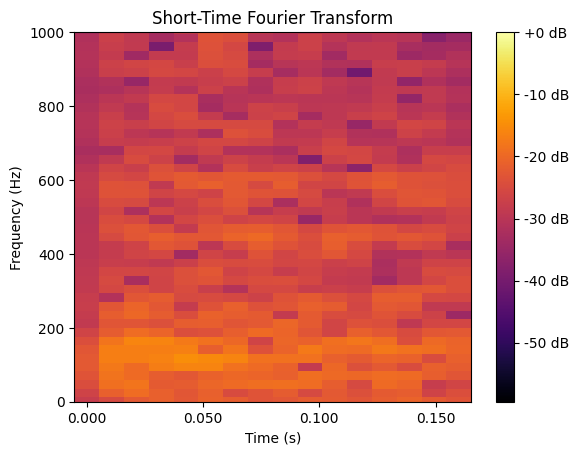 Short-Time Fourier Transform
Frequency (Hz)
1000
800
600
400
200
0
0.000
0.050
0.100
0.150
Time (s)
+0 dB
-10 dB
-20 dB
-30 dB
-40 dB
-50 dB